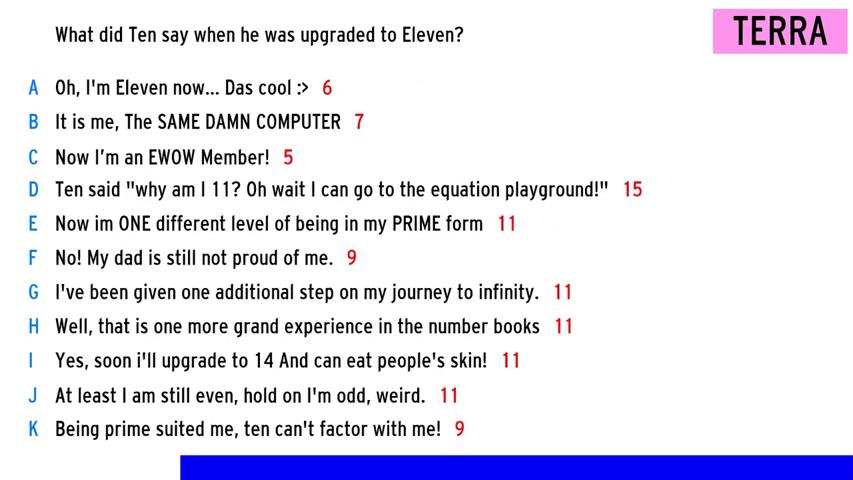 What did Ten say when he was upgraded to Eleven?
TERRA
A Oh, I'm Eleven now... Das cool :> 6
B It is me, The SAME DAMN COMPUTER 7
C Now I'm an EWOW Member! 5
D Ten said "why am I 11? Oh wait I can go to the equation playground!" 15
E Now im ONE different level of being in my PRIME form 11
F No! My dad is still not proud of me. 9
G I've been given one additional step on my journey to infinity. 11
H Well, that is one more grand experience in the number books 11
I Yes, soon i'll upgrade to 14 And can eat people's skin! 11
J At least I am still even, hold on I'm odd, weird. 11
K Being prime suited me, ten can't factor with me! 9